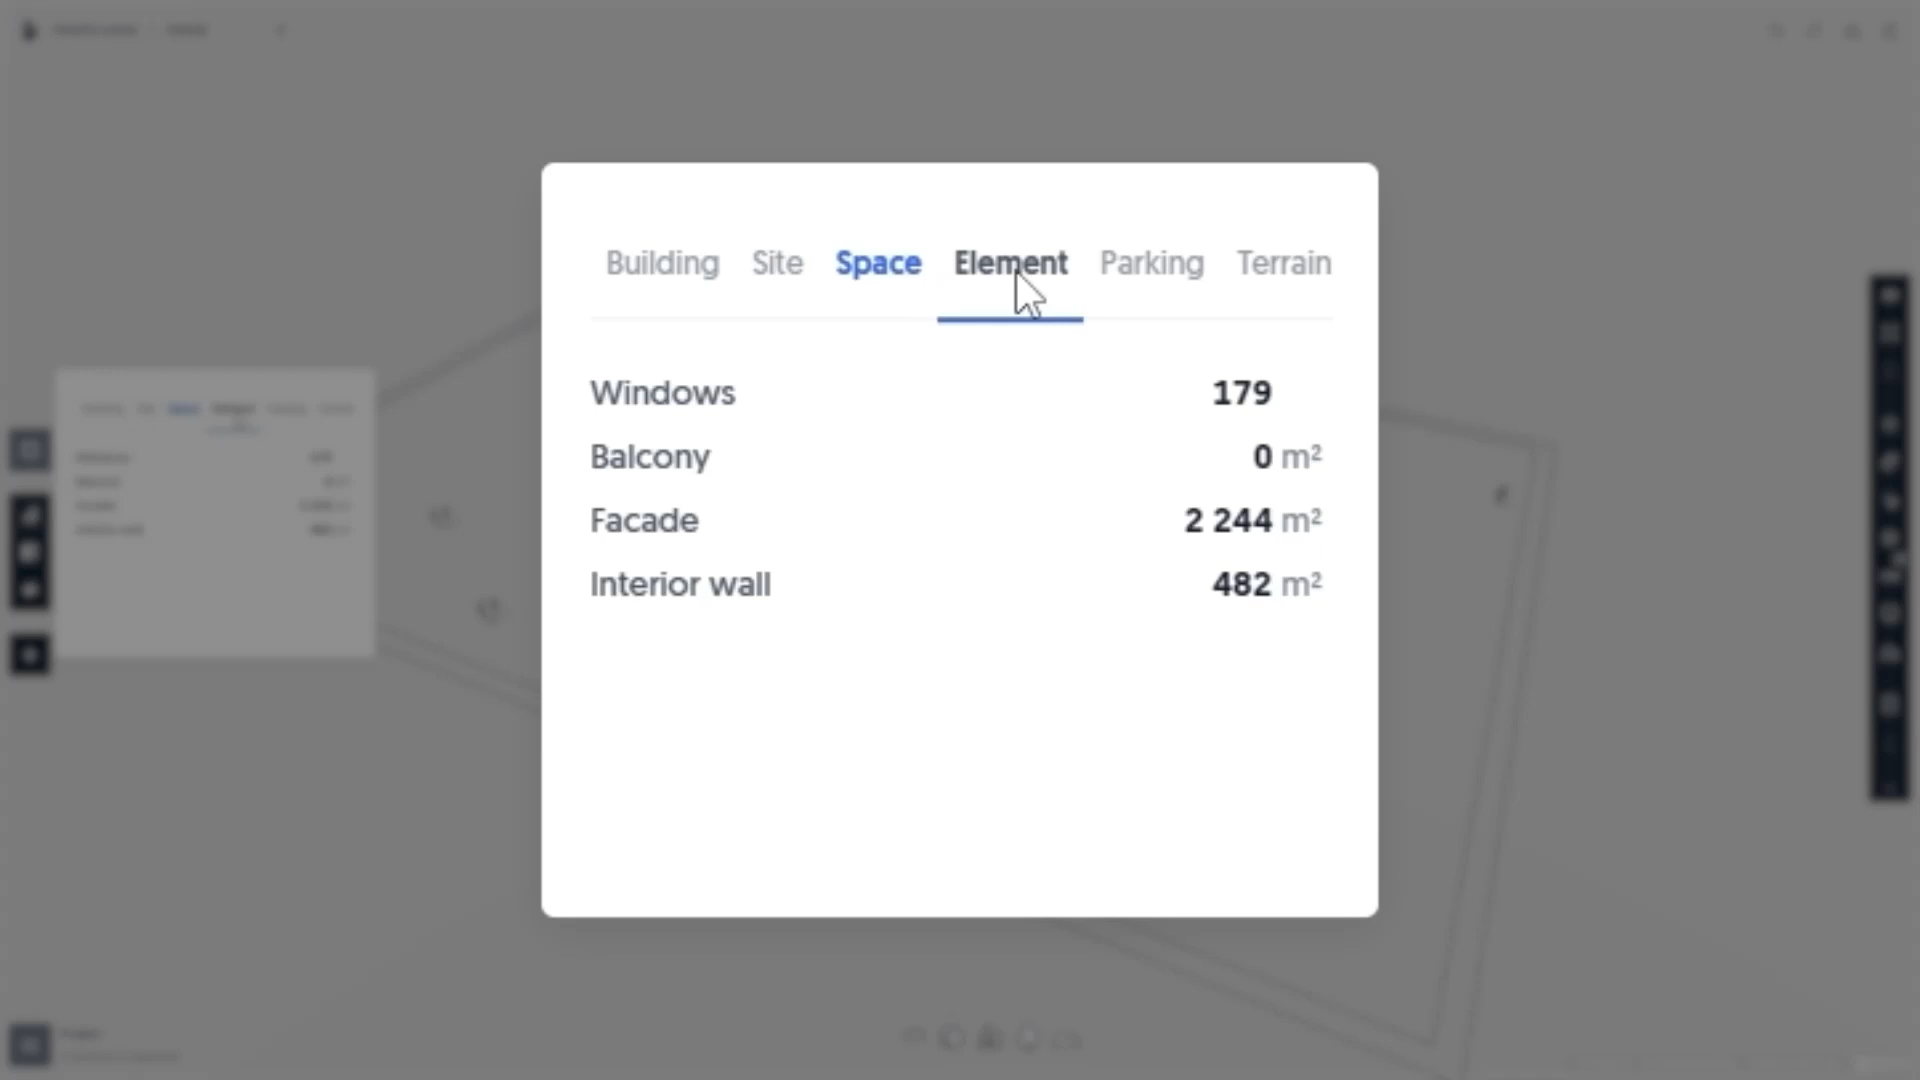 Building Site Space Element Parking Terrain
Windows 179
Balcony 0 m²
Facade 2 244 m²
Interior wall 482 m²